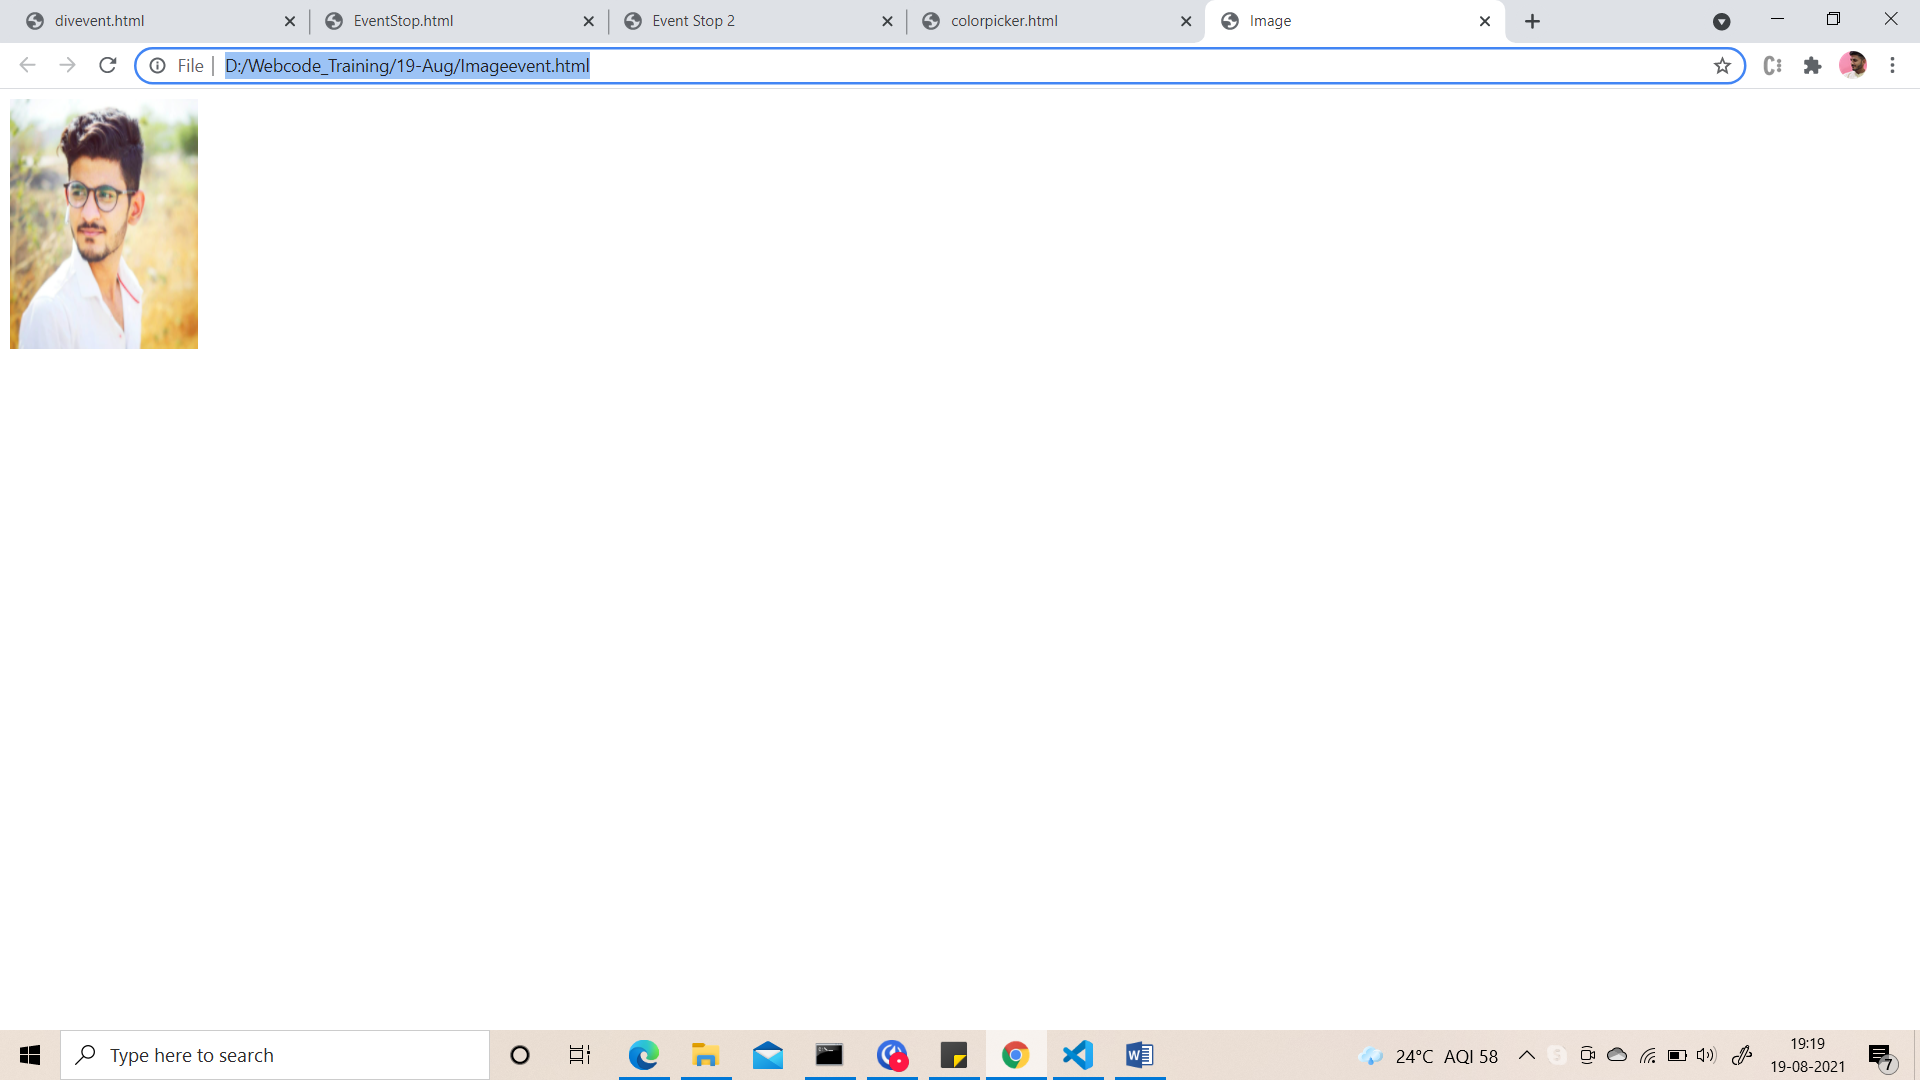 divevent.html
EventStop.html
Event Stop 2
colorpicker.html
Image
File
D:/Webcode_Training/19-Aug/Imageevent.html
Type here to search
24°C AQI 58
19:19
19-08-2021
7